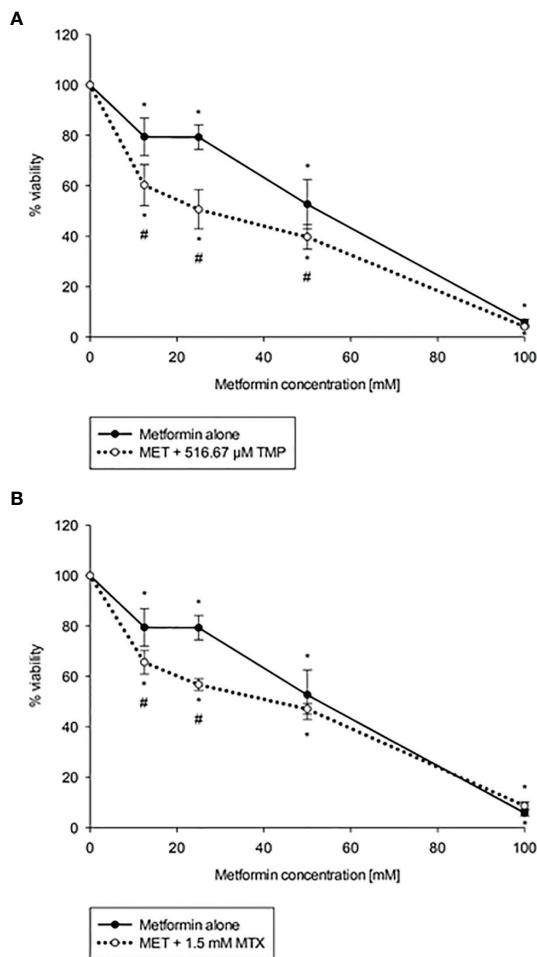 A
120
100
80
60
40
20
0
% viability
* * * *
* * * *
# # #
0 20 40 60 80 100
Metformin concentration [mM]
Metformin alone
MET + 516.67 µM TMP
B
120
100
80
60
40
20
0
% viability
* * * *
* * * *
# #
0 20 40 60 80 100
Metformin concentration [mM]
Metformin alone
MET + 1.5 mM MTX